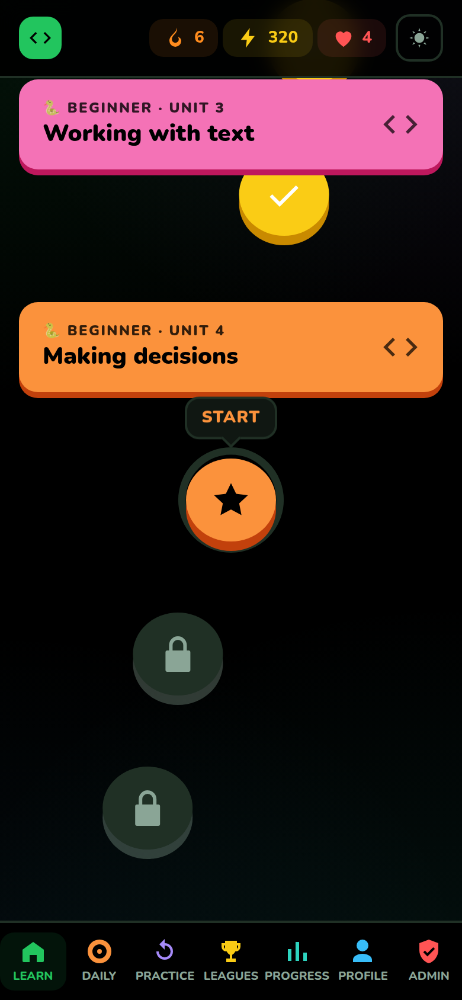 6
320
4
BEGINNER · UNIT 3
Working with text
BEGINNER · UNIT 4
Making decisions
START
LEARN
DAILY
PRACTICE
LEAGUES
PROGRESS
PROFILE
ADMIN